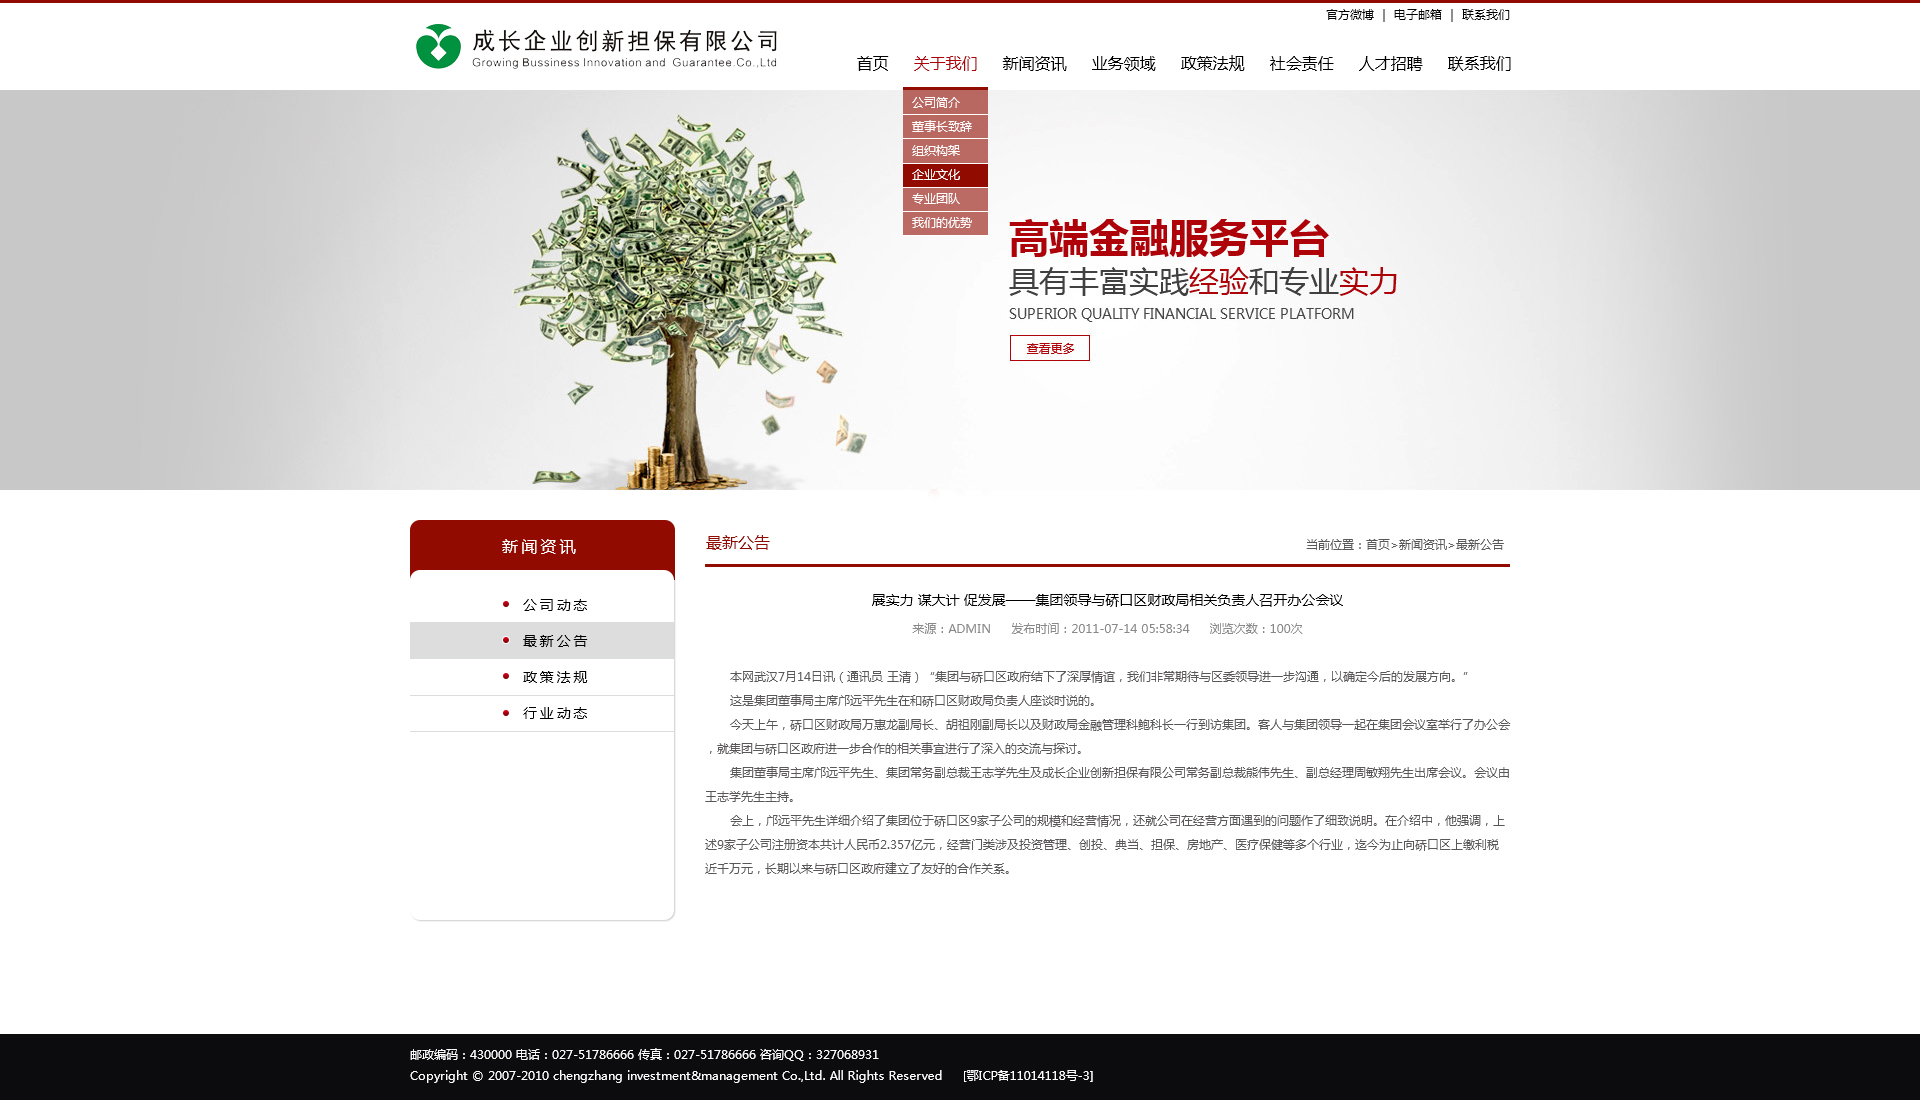 官方微博 | 电子邮箱 | 联系我们
成长企业创新担保有限公司
Growing Bussiness Innovation and Guarantee.Co.,Ltd
首页 关于我们 新闻资讯 业务领域 政策法规 社会责任 人才招聘 联系我们
公司简介
董事长致辞
组织构架
企业文化
专业团队
我们的优势
高端金融服务平台
具有丰富实践经验和专业实力
SUPERIOR QUALITY FINANCIAL SERVICE PLATFORM
查看更多
新闻资讯
公司动态
最新公告
政策法规
行业动态
最新公告
当前位置：首页>新闻资讯>最新公告
展实力 谋大计 促发展——集团领导与硚口区财政局相关负责人召开办公会议
来源：ADMIN 发布时间：2011-07-14 05:58:34 浏览次数：100次
本网武汉7月14日讯（通讯员 王清）“集团与硚口区政府结下了深厚情谊，我们非常期待与区委领导进一步沟通，以确定今后的发展方向。”
这是集团董事局主席邝远平先生在和硚口区财政局负责人座谈时说的。
今天上午，硚口区财政局万惠龙副局长、胡祖刚副局长以及财政局金融管理科鲍科长一行到访集团。客人与集团领导一起在集团会议室举行了办公会
，就集团与硚口区政府进一步合作的相关事宜进行了深入的交流与探讨。
集团董事局主席邝远平先生、集团常务副总裁王志学先生及成长企业创新担保有限公司常务副总裁熊伟先生、副总经理周敏翔先生出席会议。会议由
王志学先生主持。
会上，邝远平先生详细介绍了集团位于硚口区9家子公司的规模和经营情况，还就公司在经营方面遇到的问题作了细致说明。在介绍中，他强调，上
述9家子公司注册资本共计人民币2.357亿元，经营门类涉及投资管理、创投、典当、担保、房地产、医疗保健等多个行业，迄今为止向硚口区上缴利税
近千万元，长期以来与硚口区政府建立了友好的合作关系。
邮政编码：430000 电话：027-51786666 传真：027-51786666 咨询QQ：327068931
Copyright © 2007-2010 chengzhang investment&management Co.,Ltd. All Rights Reserved [鄂ICP备11014118号-3]